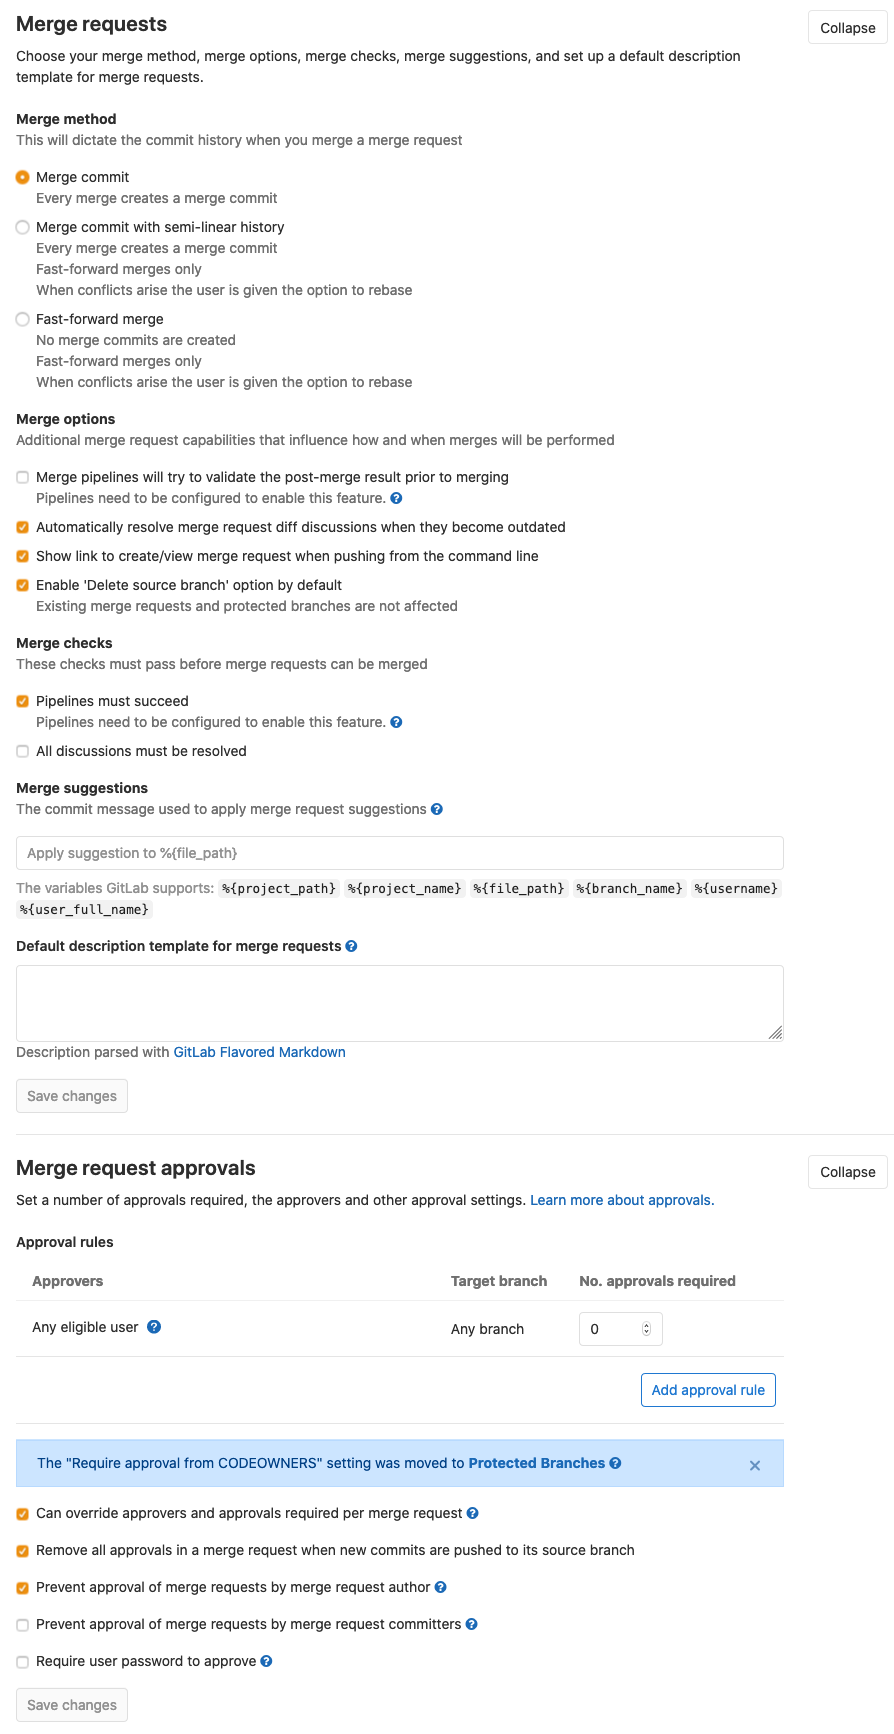 Merge requests
Collapse
Choose your merge method, merge options, merge checks, merge suggestions, and set up a default description
template for merge requests.
Merge method
This will dictate the commit history when you merge a merge request
Merge commit
Every merge creates a merge commit
Merge commit with semi-linear history
Every merge creates a merge commit
Fast-forward merges only
When conflicts arise the user is given the option to rebase
Fast-forward merge
No merge commits are created
Fast-forward merges only
When conflicts arise the user is given the option to rebase
Merge options
Additional merge request capabilities that influence how and when merges will be performed
Merge pipelines will try to validate the post-merge result prior to merging
Pipelines need to be configured to enable this feature. ?
Automatically resolve merge request diff discussions when they become outdated
Show link to create/view merge request when pushing from the command line
Enable 'Delete source branch' option by default
Existing merge requests and protected branches are not affected
Merge checks
These checks must pass before merge requests can be merged
Pipelines must succeed
Pipelines need to be configured to enable this feature. ?
All discussions must be resolved
Merge suggestions
The commit message used to apply merge request suggestions ?
Apply suggestion to %{file_path}
The variables GitLab supports: %{project_path} %{project_name} %{file_path} %{branch_name} %{username}
%{user_full_name}
Default description template for merge requests ?
Description parsed with GitLab Flavored Markdown
Save changes
Merge request approvals
Collapse
Set a number of approvals required, the approvers and other approval settings. Learn more about approvals.
Approval rules
Approvers Target branch No. approvals required
Any eligible user ? Any branch 0
Add approval rule
The "Require approval from CODEOWNERS" setting was moved to Protected Branches ? ×
Can override approvers and approvals required per merge request ?
Remove all approvals in a merge request when new commits are pushed to its source branch
Prevent approval of merge requests by merge request author ?
Prevent approval of merge requests by merge request committers ?
Require user password to approve ?
Save changes